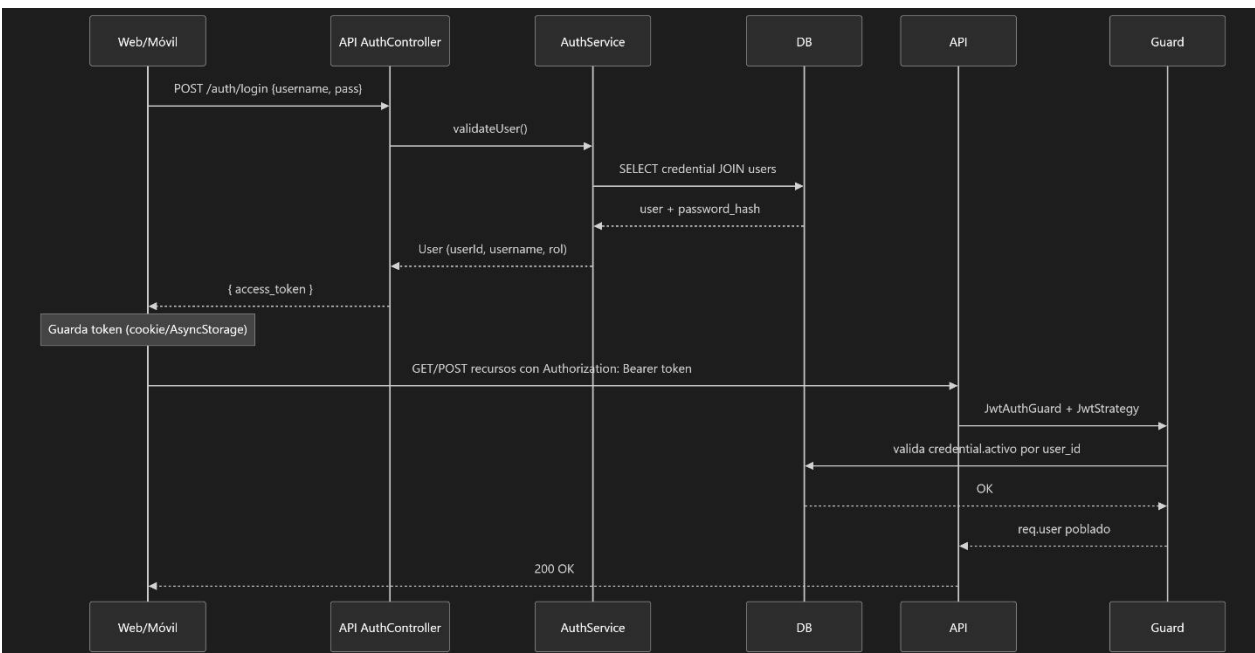 Web/Móvil
API AuthController
AuthService
DB
API
Guard
POST /auth/login {username, pass}
validateUser()
SELECT credential JOIN users
user + password_hash
User (userId, username, rol)
{ access_token }
Guarda token (cookie/AsyncStorage)
GET/POST recursos con Authorization: Bearer token
JwtAuthGuard + JwtStrategy
valida credential.activo por user_id
OK
req.user poblado
200 OK
Web/Móvil
API AuthController
AuthService
DB
API
Guard